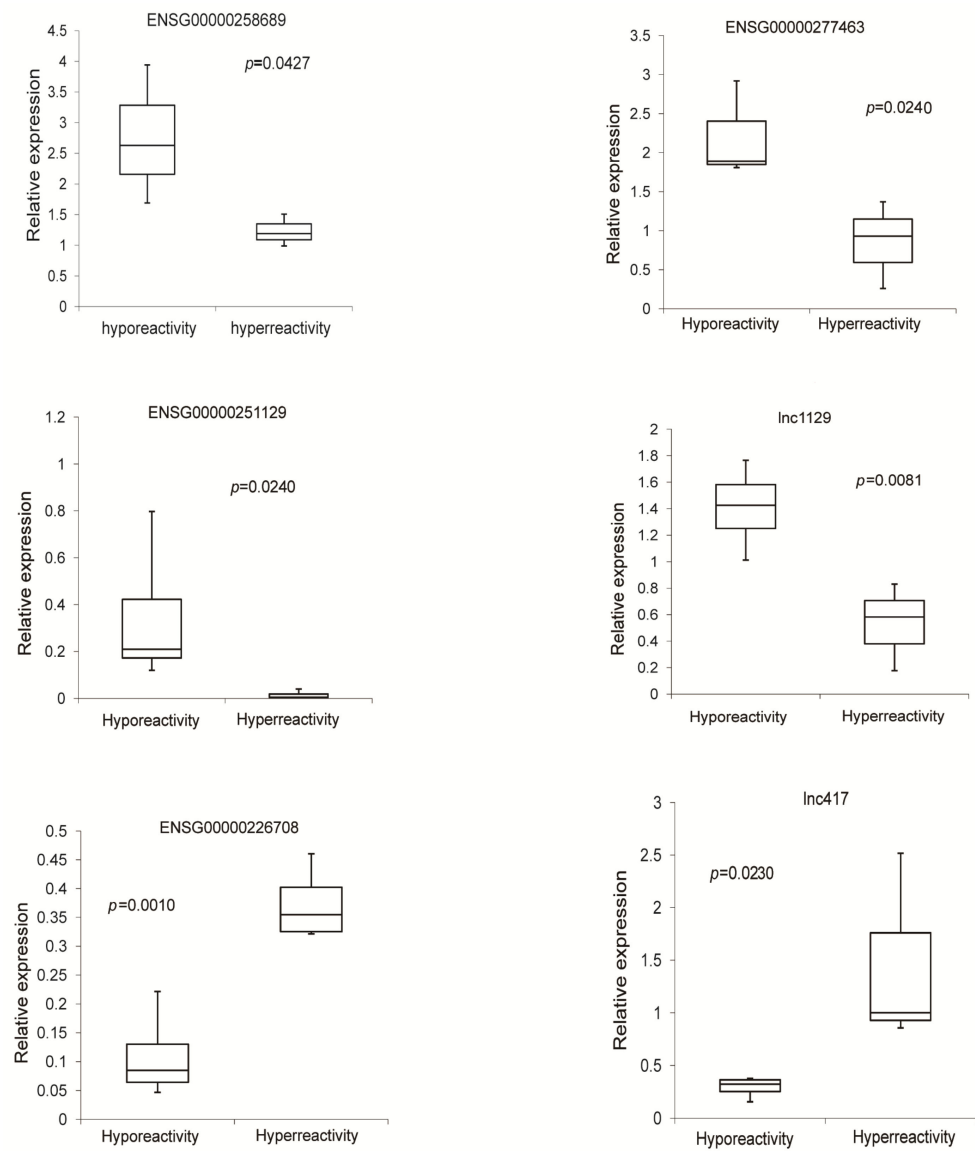 ENSG00000258689
p=0.0427
Relative expression
4.5
4
3.5
3
2.5
2
1.5
1
0.5
0
hyporeactivity hyperreactivity
ENSG00000277463
p=0.0240
Relative expression
3.5
3
2.5
2
1.5
1
0.5
0
Hyporeactivity Hyperreactivity
ENSG00000251129
p=0.0240
Relative expression
1.2
1
0.8
0.6
0.4
0.2
0
Hyporeactivity Hyperreactivity
lnc1129
p=0.0081
Relative expression
2
1.8
1.6
1.4
1.2
1
0.8
0.6
0.4
0.2
0
Hyporeactivity Hyperreactivity
ENSG00000226708
p=0.0010
Relative expression
0.5
0.45
0.4
0.35
0.3
0.25
0.2
0.15
0.1
0.05
0
Hyporeactivity Hyperreactivity
lnc417
p=0.0230
Relative expression
3
2.5
2
1.5
1
0.5
0
Hyporeactivity Hyperreactivity